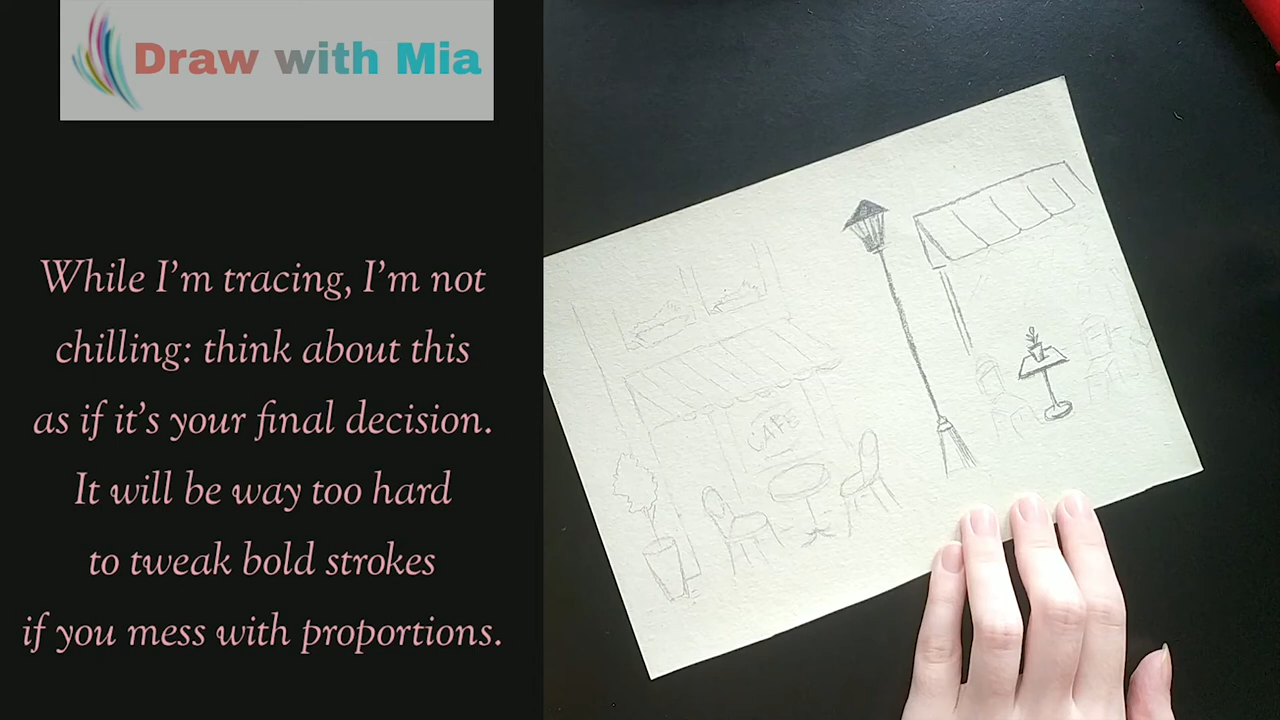 Draw with Mia
While I'm tracing, I'm not
chilling: think about this
as if it's your final decision.
It will be way too hard
to tweak bold strokes
if you mess with proportions.
CAFE